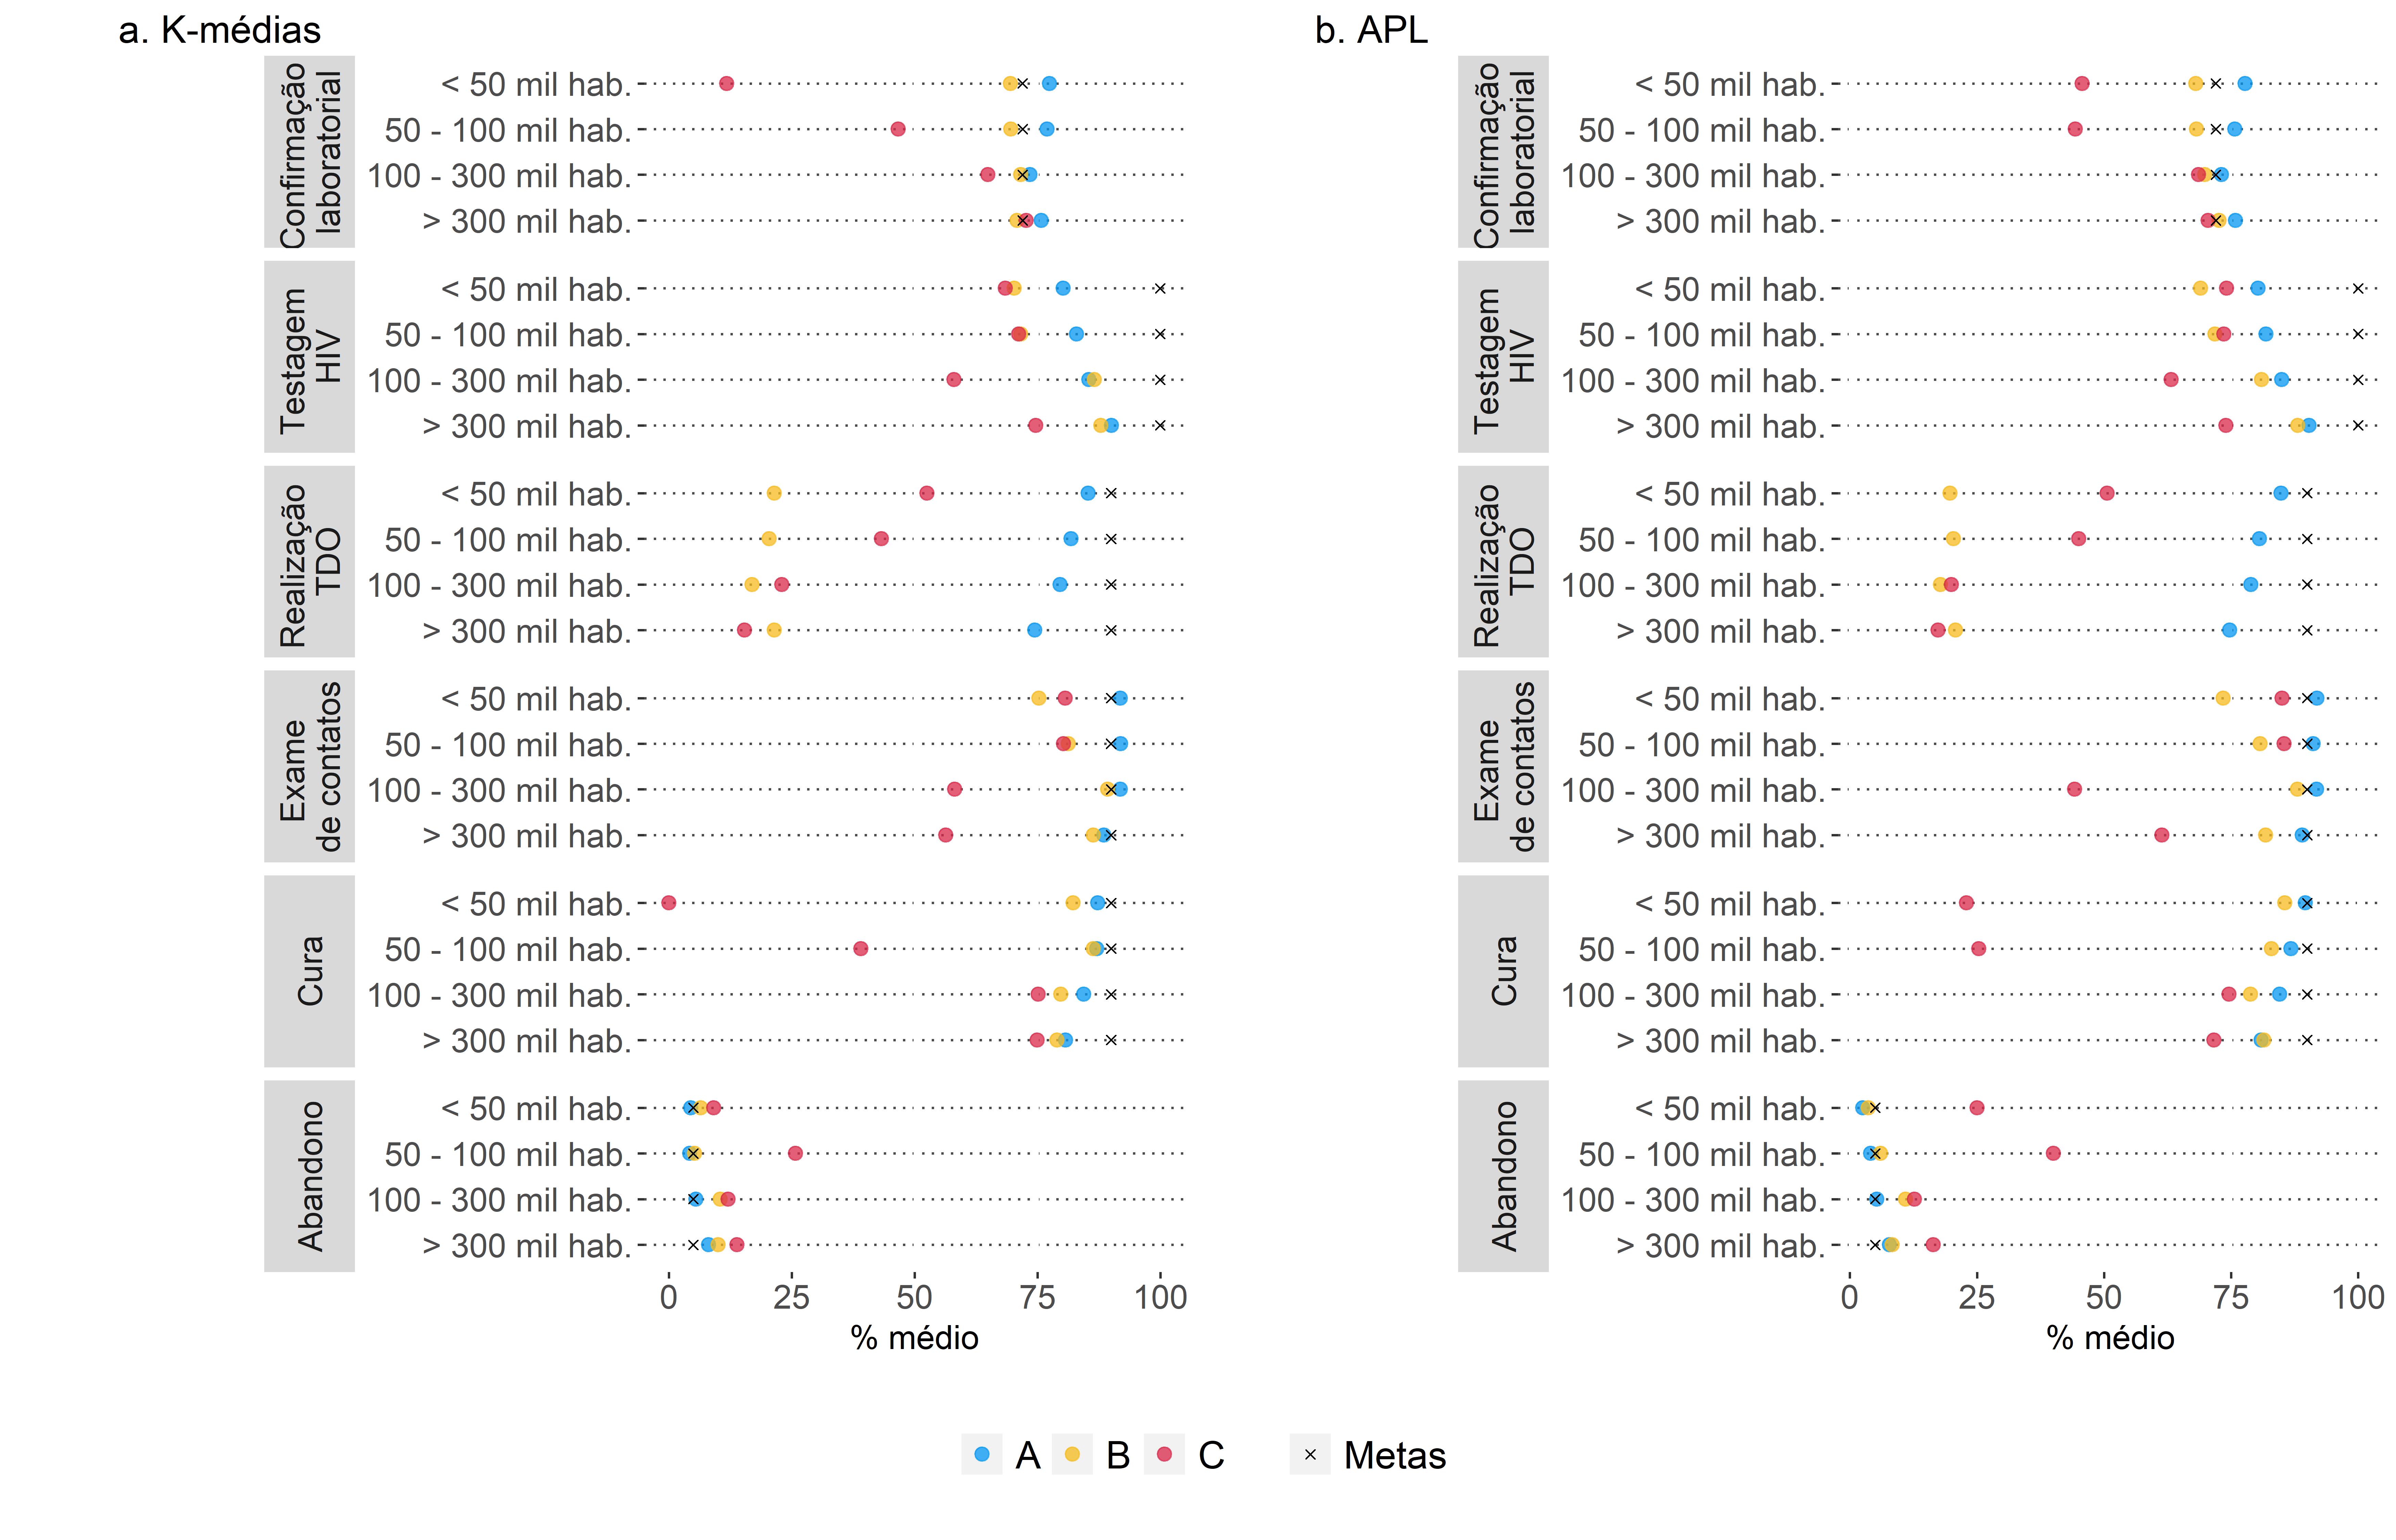 a. K-médias
Confirmação
laboratorial
< 50 mil hab.
50 - 100 mil hab.
100 - 300 mil hab.
> 300 mil hab.
Testagem
HIV
< 50 mil hab.
50 - 100 mil hab.
100 - 300 mil hab.
> 300 mil hab.
Realização
TDO
< 50 mil hab.
50 - 100 mil hab.
100 - 300 mil hab.
> 300 mil hab.
Exame
de contatos
< 50 mil hab.
50 - 100 mil hab.
100 - 300 mil hab.
> 300 mil hab.
Cura
< 50 mil hab.
50 - 100 mil hab.
100 - 300 mil hab.
> 300 mil hab.
Abandono
< 50 mil hab.
50 - 100 mil hab.
100 - 300 mil hab.
> 300 mil hab.
0 25 50 75 100
% médio
b. APL
Confirmação
laboratorial
< 50 mil hab.
50 - 100 mil hab.
100 - 300 mil hab.
> 300 mil hab.
Testagem
HIV
< 50 mil hab.
50 - 100 mil hab.
100 - 300 mil hab.
> 300 mil hab.
Realização
TDO
< 50 mil hab.
50 - 100 mil hab.
100 - 300 mil hab.
> 300 mil hab.
Exame
de contatos
< 50 mil hab.
50 - 100 mil hab.
100 - 300 mil hab.
> 300 mil hab.
Cura
< 50 mil hab.
50 - 100 mil hab.
100 - 300 mil hab.
> 300 mil hab.
Abandono
< 50 mil hab.
50 - 100 mil hab.
100 - 300 mil hab.
> 300 mil hab.
0 25 50 75 100
% médio
A B C Metas